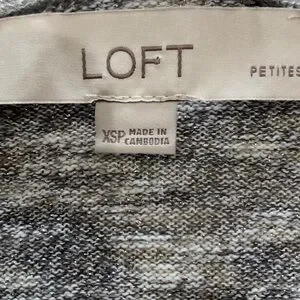 LOFT
PETITES
XSP MADE IN
CAMBODIA